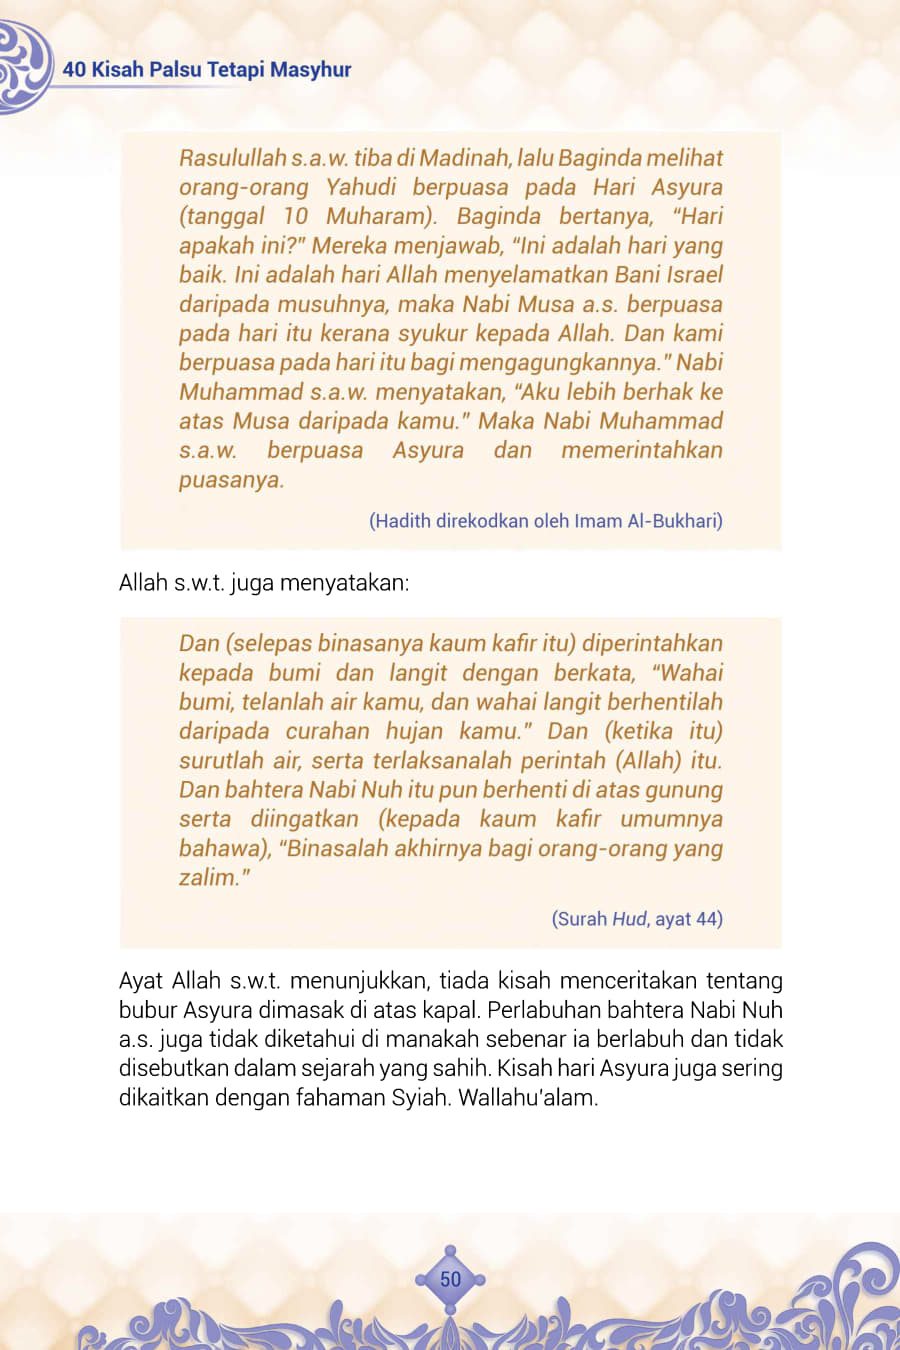 40 Kisah Palsu Tetapi Masyhur
Rasulullah s.a.w. tiba di Madinah, lalu Baginda melihat
orang-orang Yahudi berpuasa pada Hari Asyura
(tanggal 10 Muharam). Baginda bertanya, “Hari
apakah ini?” Mereka menjawab, “Ini adalah hari yang
baik. Ini adalah hari Allah menyelamatkan Bani Israel
daripada musuhnya, maka Nabi Musa a.s. berpuasa
pada hari itu kerana syukur kepada Allah. Dan kami
berpuasa pada hari itu bagi mengagungkannya.” Nabi
Muhammad s.a.w. menyatakan, “Aku lebih berhak ke
atas Musa daripada kamu.” Maka Nabi Muhammad
s.a.w. berpuasa Asyura dan memerintahkan
puasanya.
(Hadith direkodkan oleh Imam Al-Bukhari)
Allah s.w.t. juga menyatakan:
Dan (selepas binasanya kaum kafir itu) diperintahkan
kepada bumi dan langit dengan berkata, “Wahai
bumi, telanlah air kamu, dan wahai langit berhentilah
daripada curahan hujan kamu.” Dan (ketika itu)
surutlah air, serta terlaksanalah perintah (Allah) itu.
Dan bahtera Nabi Nuh itu pun berhenti di atas gunung
serta diingatkan (kepada kaum kafir umumnya
bahawa), “Binasalah akhirnya bagi orang-orang yang
zalim.”
(Surah Hud, ayat 44)
Ayat Allah s.w.t. menunjukkan, tiada kisah menceritakan tentang
bubur Asyura dimasak di atas kapal. Perlabuhan bahtera Nabi Nuh
a.s. juga tidak diketahui di manakah sebenar ia berlabuh dan tidak
disebutkan dalam sejarah yang sahih. Kisah hari Asyura juga sering
dikaitkan dengan fahaman Syiah. Wallahu’alam.
50